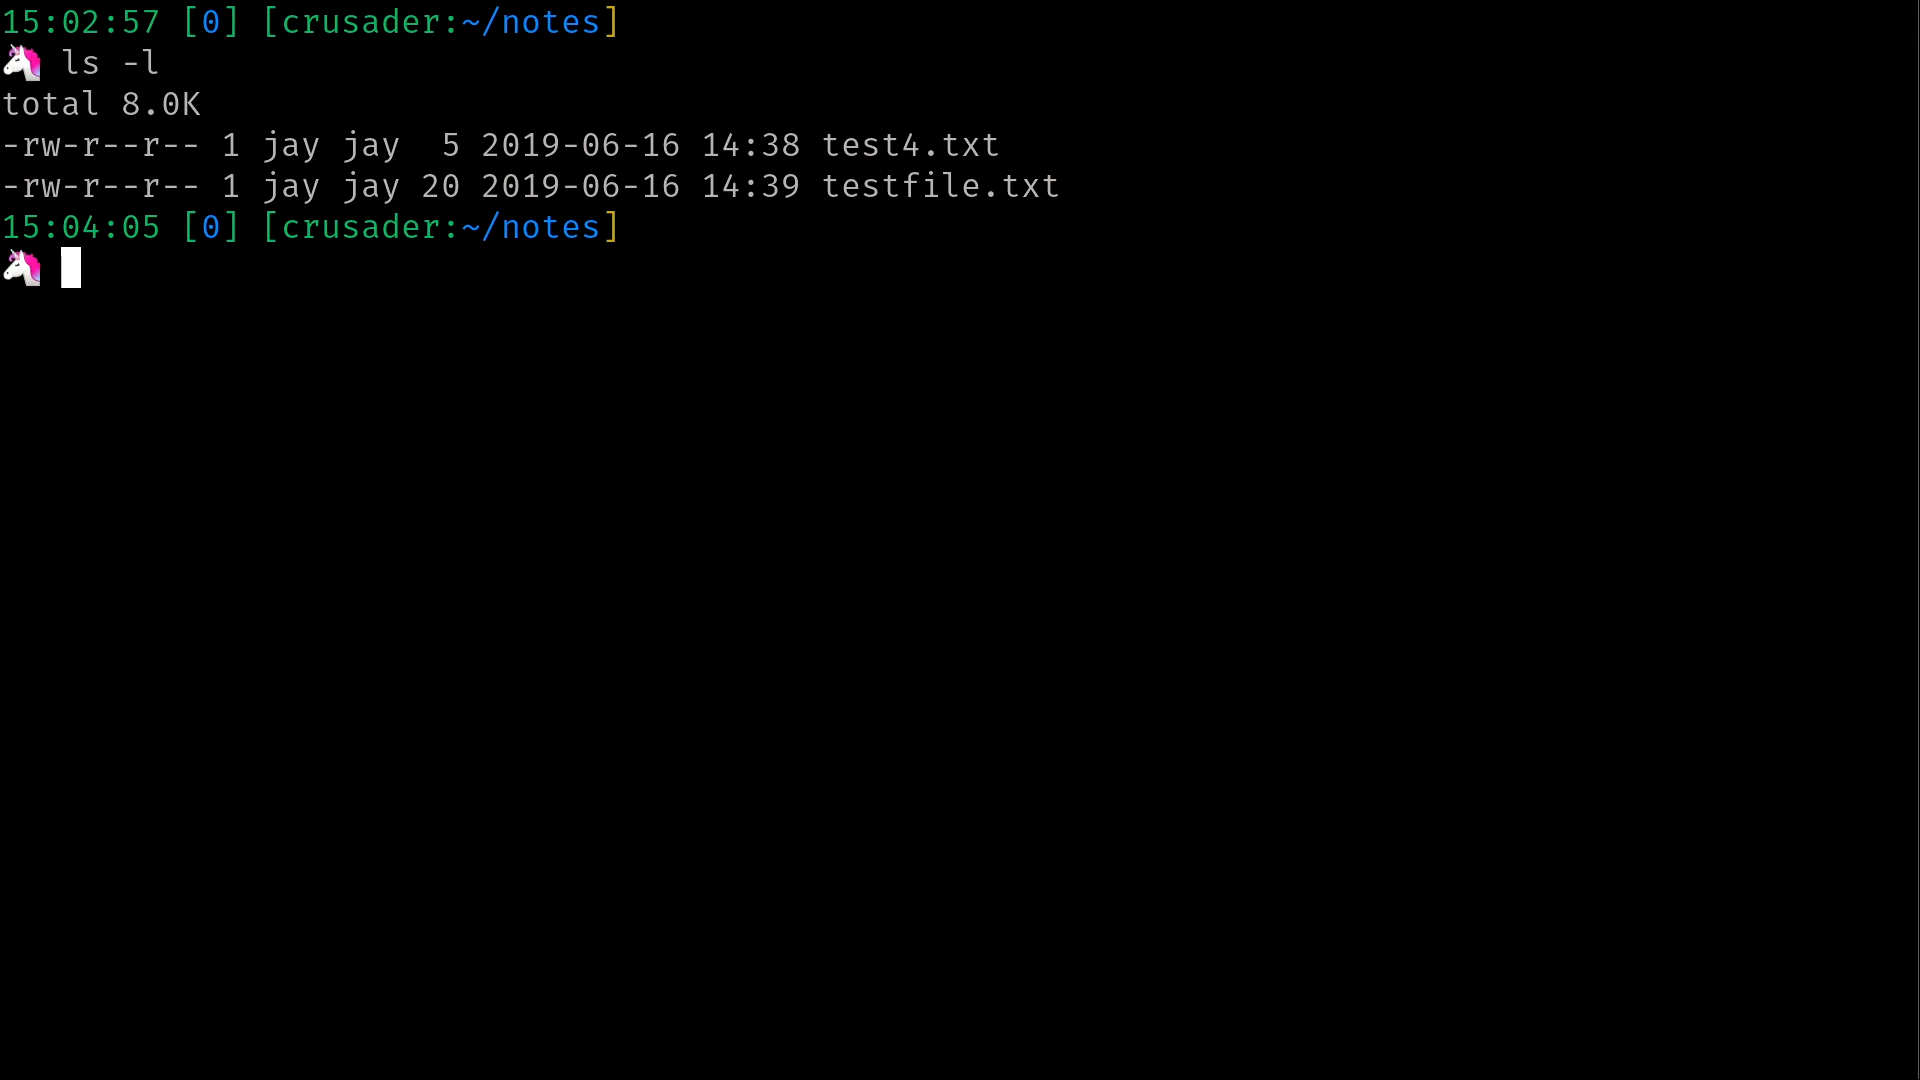 15:02:57 [0] [crusader:~/notes]
🦄 ls -l
total 8.0K
-rw-r--r-- 1 jay jay  5 2019-06-16 14:38 test4.txt
-rw-r--r-- 1 jay jay 20 2019-06-16 14:39 testfile.txt
15:04:05 [0] [crusader:~/notes]
🦄